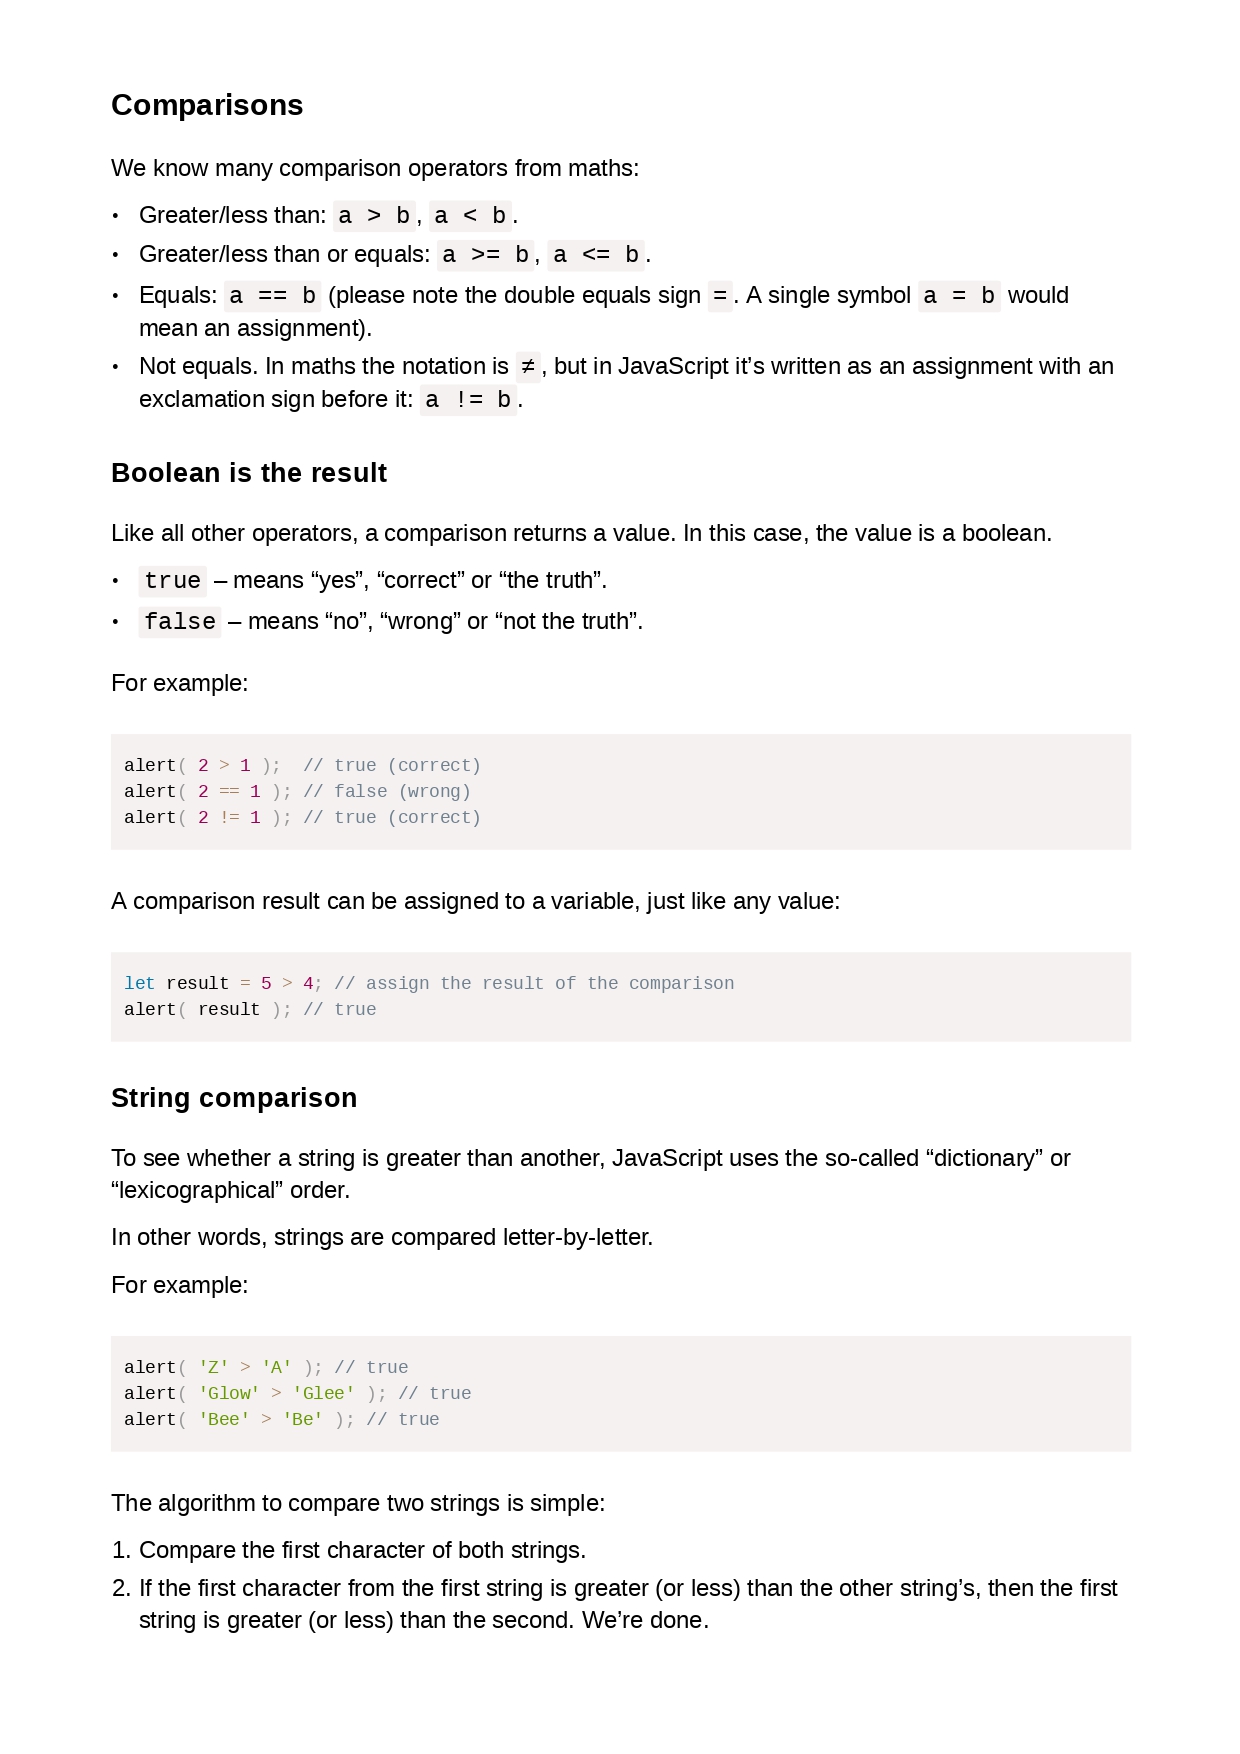 Comparisons
We know many comparison operators from maths:
• Greater/less than: a > b, a < b.
• Greater/less than or equals: a >= b, a <= b.
• Equals: a == b (please note the double equals sign =. A single symbol a = b would
mean an assignment).
• Not equals. In maths the notation is ≠, but in JavaScript it’s written as an assignment with an
exclamation sign before it: a != b.
Boolean is the result
Like all other operators, a comparison returns a value. In this case, the value is a boolean.
• true – means “yes”, “correct” or “the truth”.
• false – means “no”, “wrong” or “not the truth”.
For example:
alert( 2 > 1 );  // true (correct)
alert( 2 == 1 ); // false (wrong)
alert( 2 != 1 ); // true (correct)
A comparison result can be assigned to a variable, just like any value:
let result = 5 > 4; // assign the result of the comparison
alert( result ); // true
String comparison
To see whether a string is greater than another, JavaScript uses the so-called “dictionary” or
“lexicographical” order.
In other words, strings are compared letter-by-letter.
For example:
alert( 'Z' > 'A' ); // true
alert( 'Glow' > 'Glee' ); // true
alert( 'Bee' > 'Be' ); // true
The algorithm to compare two strings is simple:
1. Compare the first character of both strings.
2. If the first character from the first string is greater (or less) than the other string’s, then the first
string is greater (or less) than the second. We’re done.